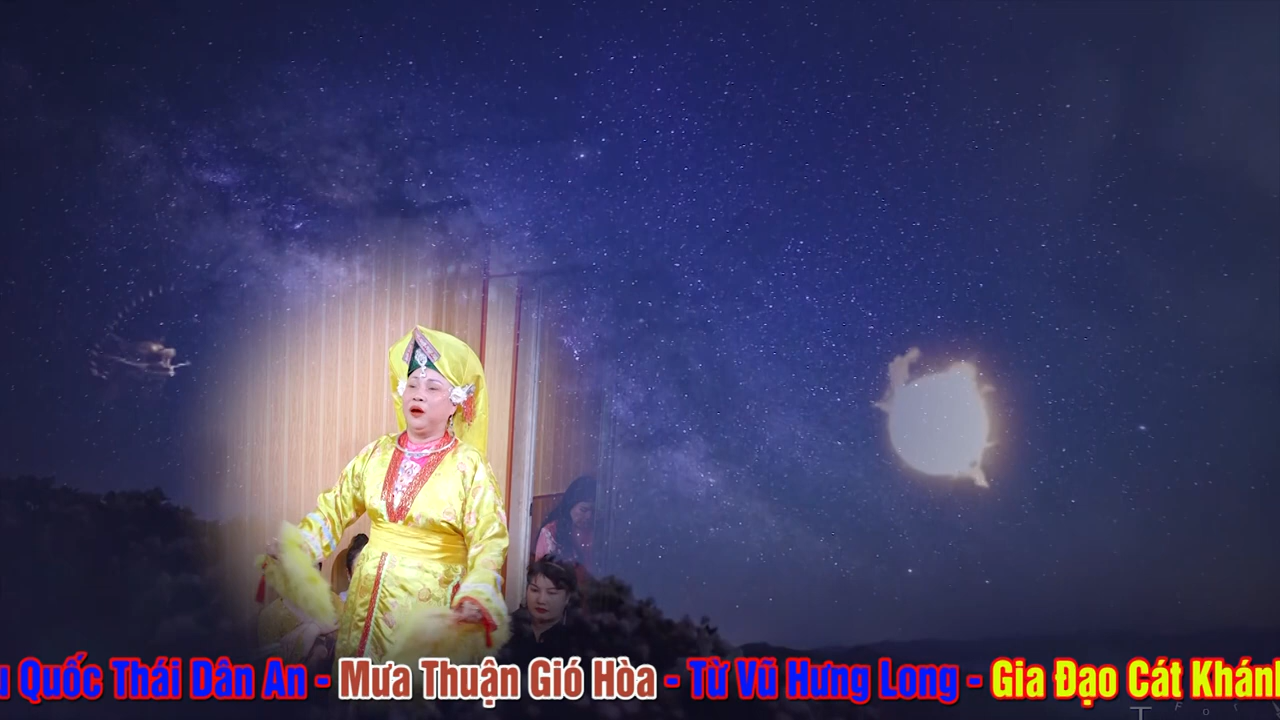 Quốc Thái Dân An - Mưa Thuận Gió Hòa - Từ Vũ Hưng Long - Gia Đạo Cát Khánh